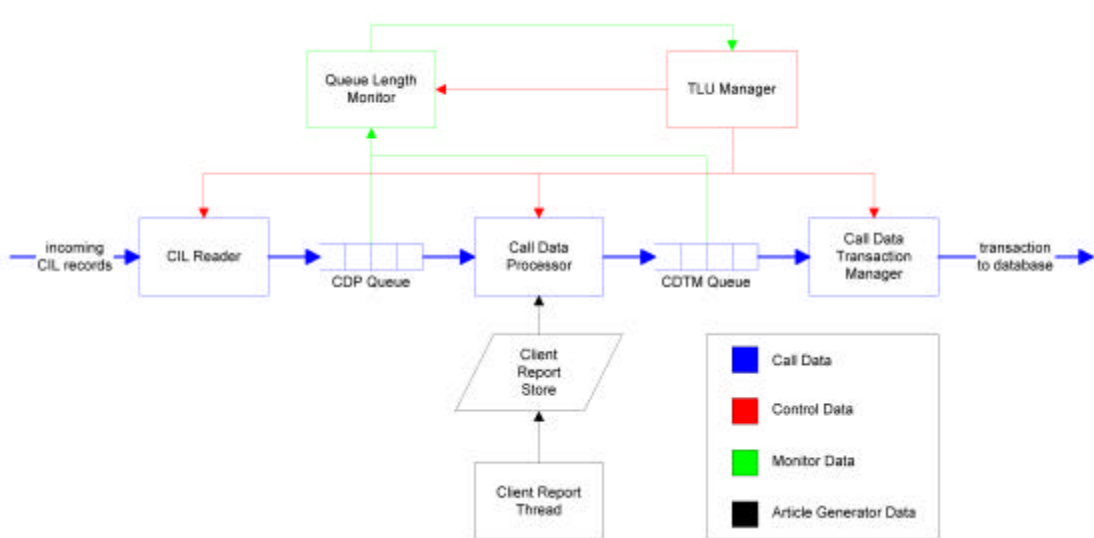 Queue Length
Monitor
TLU Manager
incoming
CIL records
CIL Reader
CDP Queue
Call Data
Processor
CDTM Queue
Call Data
Transaction
Manager
transaction
to database
Client
Report
Store
Client Report
Thread
Call Data
Control Data
Monitor Data
Article Generator Data